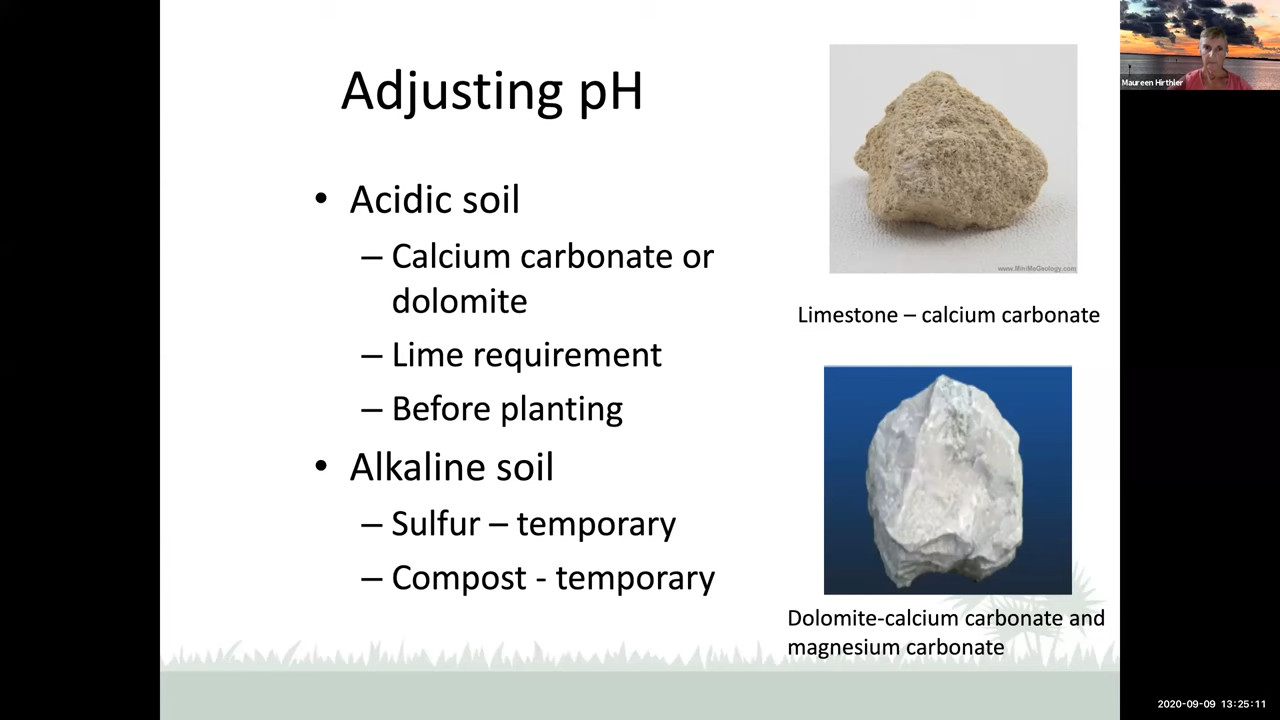 Adjusting pH
• Acidic soil
– Calcium carbonate or
dolomite
– Lime requirement
– Before planting
• Alkaline soil
– Sulfur – temporary
– Compost - temporary
www.MiniMeGeology.com
Limestone – calcium carbonate
Dolomite-calcium carbonate and
magnesium carbonate
Maureen Hirthler
2020-09-09 13:25:11